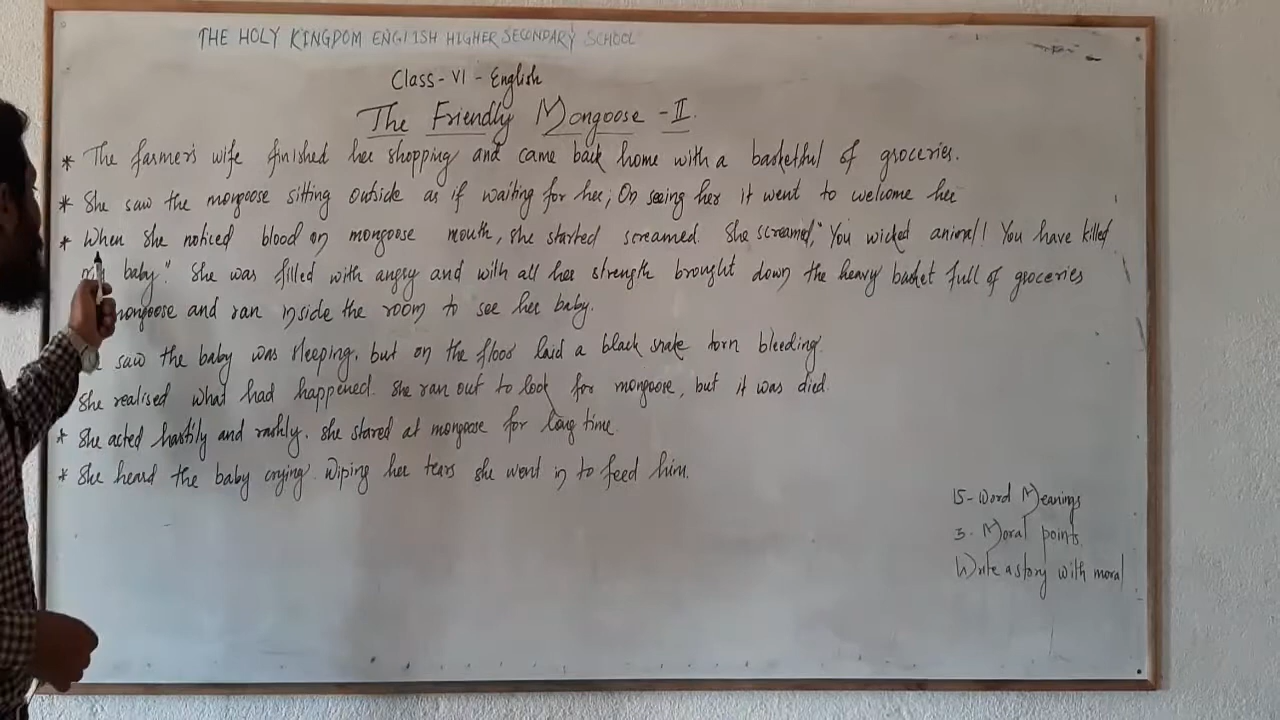 THE HOLY KINGDOM ENGLISH HIGHER SECONDARY SCHOOL
Class - VI - English
The Friendly Mongoose - II
* The farmer's wife finished her shopping and came back home with a basketful of groceries.
* She saw the mongoose sitting outside as if waiting for her; On seeing her it went to welcome her
* When she noticed blood on mongoose mouth, she started screamed. She screamed, "You wicked animal! You have killed
baby" She was filled with angry and with all her strength brought down the heavy basket full of groceries
mongoose and ran inside the room to see her baby.
saw the baby was sleeping, but on the floor laid a black snake torn bleeding.
She realised what had happened. She ran out to look for mongoose, but it was died.
* She acted hastily and rashly. She stared at mongoose for long time.
* She heard the baby crying. Wiping her tears she went in to feed him.
15 - Word Meanings
3. Moral points
Write a story with moral